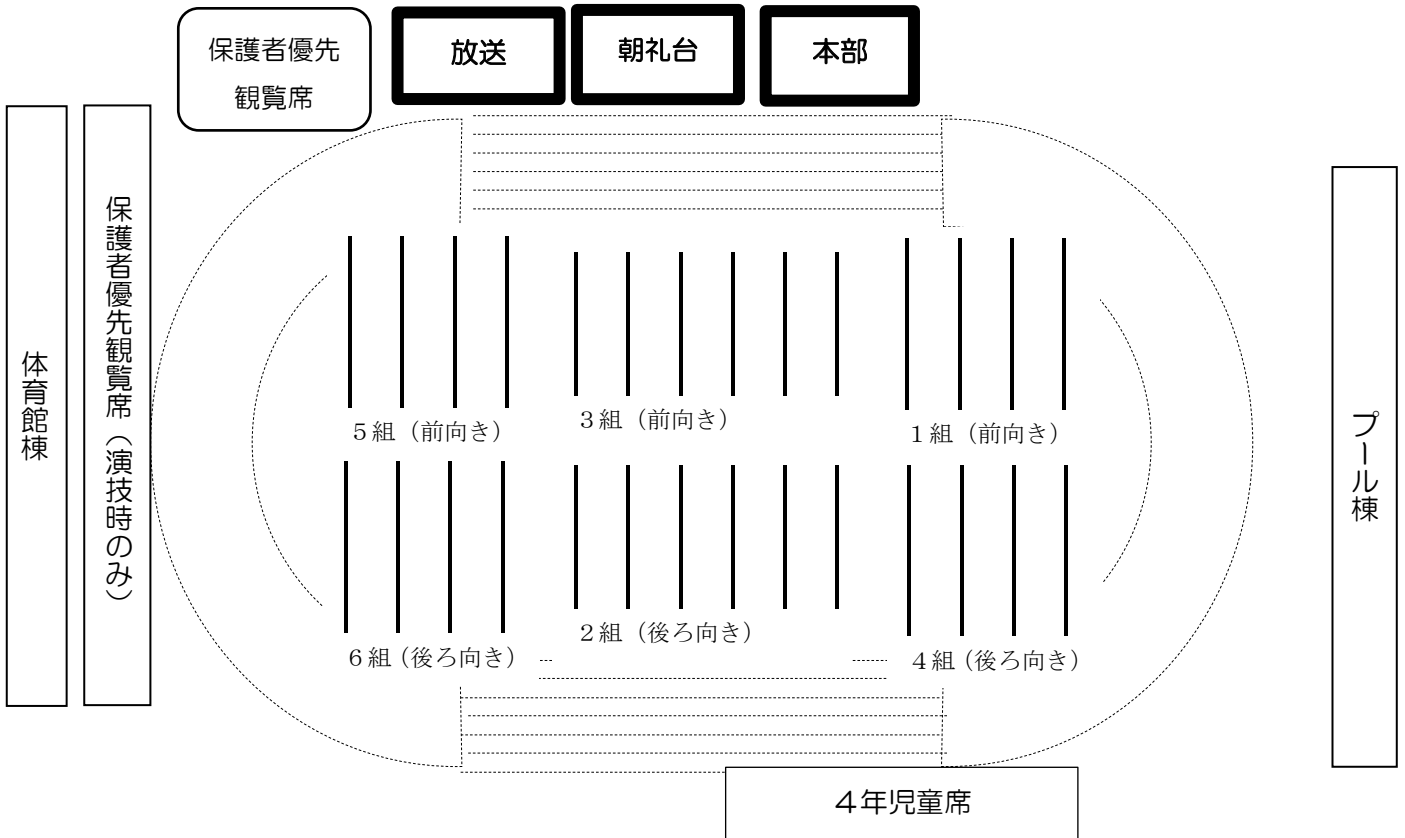 保護者優先
観覧席
放送
朝礼台
本部
体育館棟
保護者優先観覧席（演技時のみ）
プール棟
５組（前向き）
３組（前向き）
１組（前向き）
６組（後ろ向き）
２組（後ろ向き）
４組（後ろ向き）
４年児童席